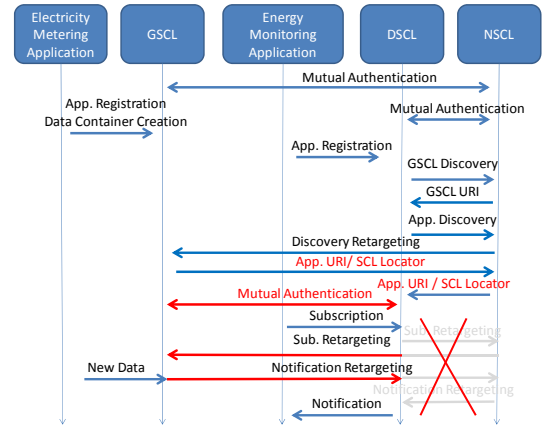 Electricity
Metering
Application
GSCL
Energy
Monitoring
Application
DSCL
NSCL
Mutual Authentication
App. Registration
Data Container Creation
Mutual Authentication
App. Registration
GSCL Discovery
GSCL URI
App. Discovery
Discovery Retargeting
App. URI/ SCL Locator
App. URI / SCL Locator
Mutual Authentication
Subscription
Sub. Retargeting
Sub. Retargeting
New Data
Notification Retargeting
Notification Retargeting
Notification